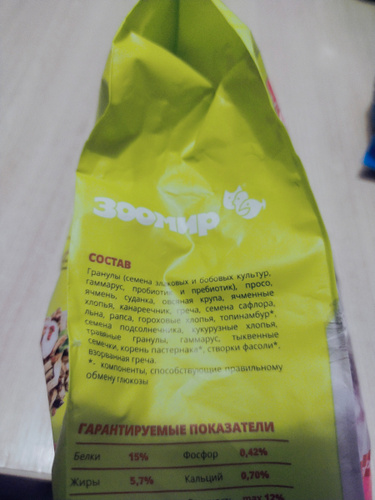 зоомир
СОСТАВ
Гранулы (семена злаковых и бобовых культур,
гаммарус, пробиотик и пребиотик), просо,
ячмень, суданка, овсяная крупа, ячменные
хлопья, канареечник, греча, семена сафлора,
льна, рапса, гороховые хлопья, топинамбур*,
семена подсолнечника, кукурузные хлопья,
травяные гранулы, гаммарус, тыквенные
семечки, корень пастернака*, створки фасоли*,
взорванная греча.
*, компоненты, способствующие правильному
обмену глюкозы
ГАРАНТИРУЕМЫЕ ПОКАЗАТЕЛИ
Белки 15% Фосфор 0,42%
Жиры 5,7% Кальций 0,70%
max 12%